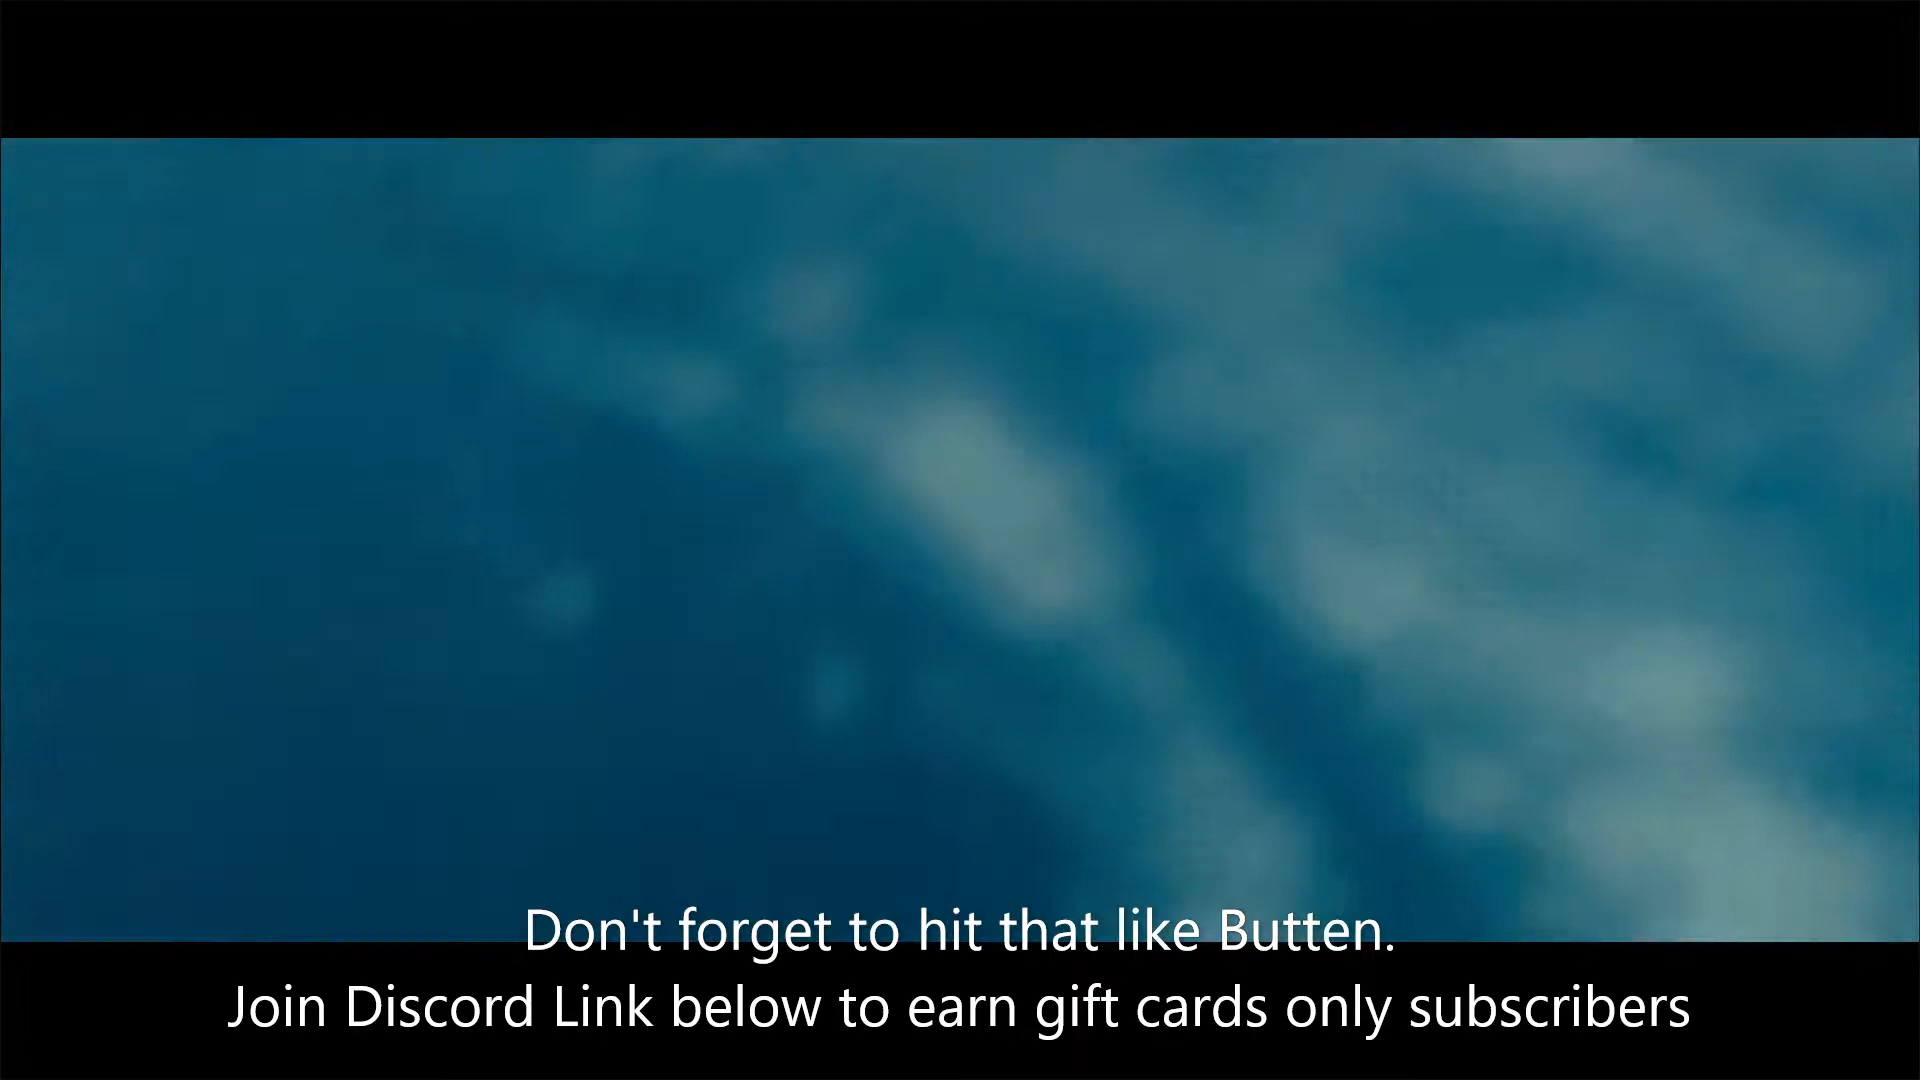 Don't forget to hit that like Butten.
Join Discord Link below to earn gift cards only subscribers